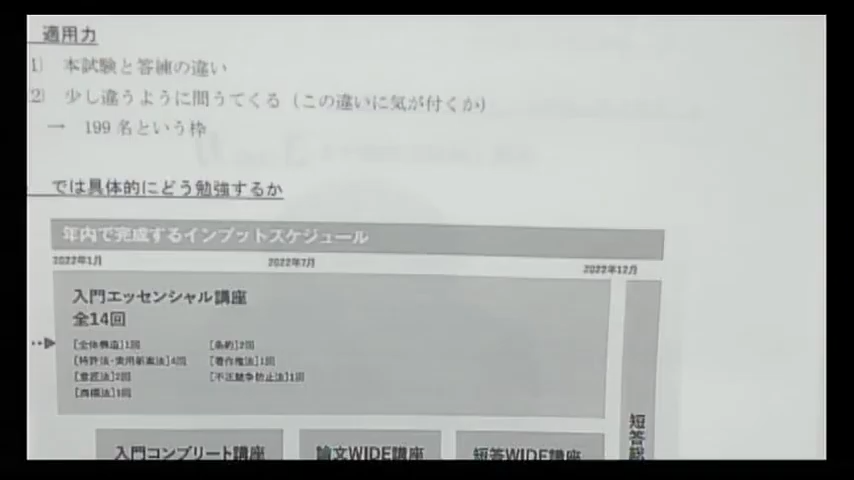 適用力
1) 本試験と答練の違い
2) 少し違うように問うてくる（この違いに気が付くか）
→ 199名という枠
では具体的にどう勉強するか
年内で完成するインプットスケジュール
2022年1月 2022年7月 2022年12月
入門エッセンシャル講座
全14回
[全体構造]1回 [条約]2回
[特許法・実用新案法]4回 [著作権法]1回
[意匠法]2回 [不正競争防止法]1回
[商標法]1回
短答総
入門コンプリート講座 論文WIDE講座 短答WIDE講座